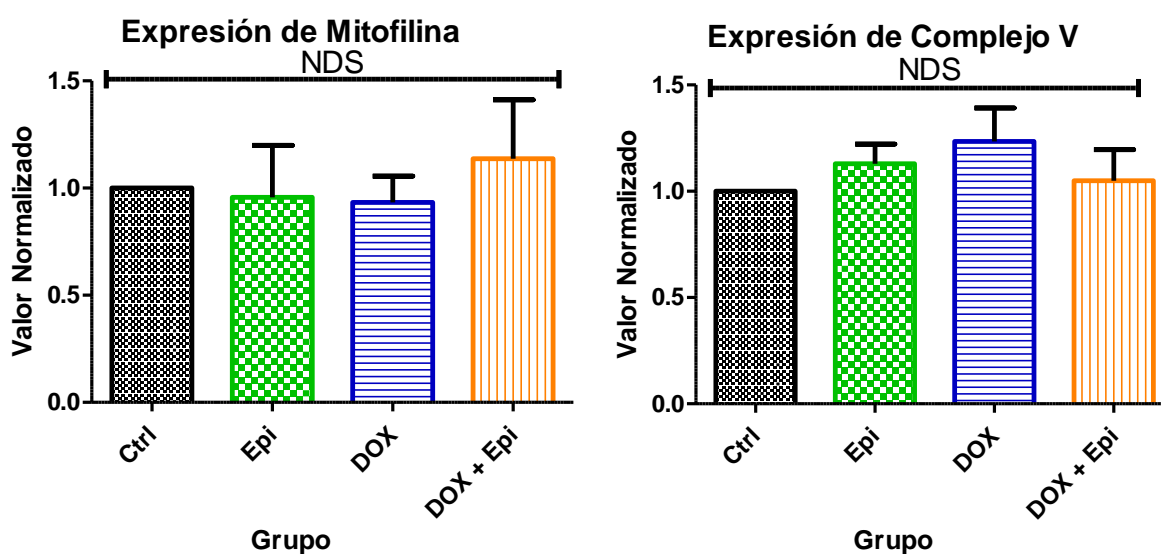 Expresión de Mitofilina
NDS
1.5
1.0
0.5
0.0
Valor Normalizado
Ctrl
Epi
DOX
DOX + Epi
Grupo
Expresión de Complejo V
NDS
1.5
1.0
0.5
0.0
Valor Normalizado
Ctrl
Epi
DOX
DOX + Epi
Grupo